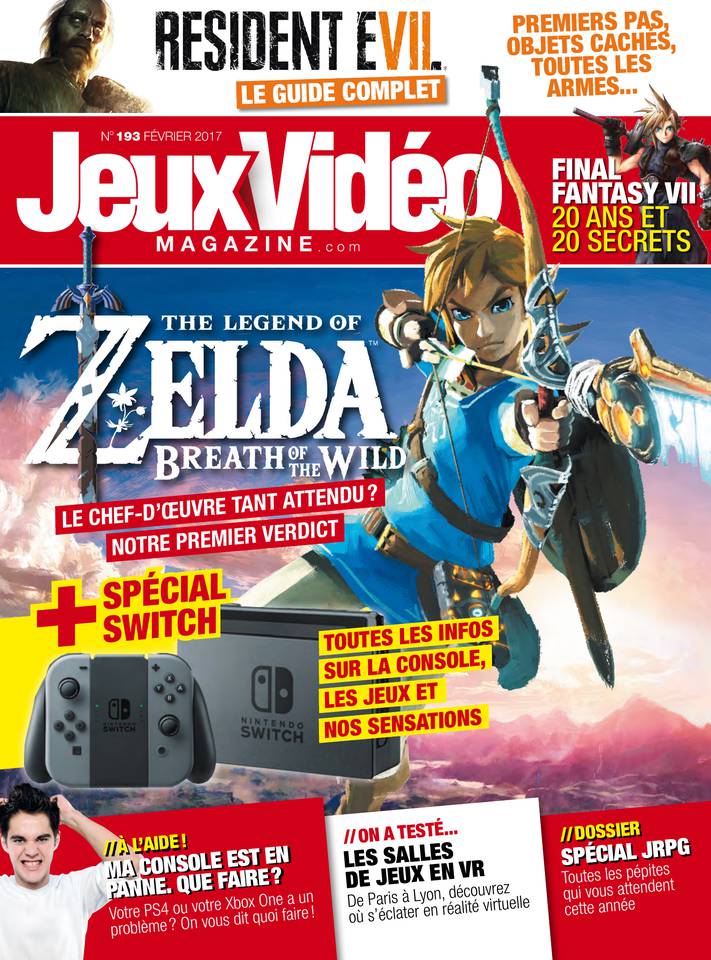 RESIDENT EVII.
LE GUIDE COMPLET
PREMIERS PAS,
OBJETS CACHÉS,
TOUTES LES
ARMES...
N° 193 FÉVRIER 2017
JeuxVidéo
MAGAZINE.com
FINAL
FANTASY VII
20 ANS ET
20 SECRETS
THE LEGEND OF
ZELDA™
BREATH OF THE WILD
LE CHEF-D'ŒUVRE TANT ATTENDU ?
NOTRE PREMIER VERDICT
+ SPÉCIAL
SWITCH
TOUTES LES INFOS
SUR LA CONSOLE,
LES JEUX ET
NOS SENSATIONS
NINTENDO
SWITCH
// À L'AIDE !
MA CONSOLE EST EN
PANNE. QUE FAIRE ?
Votre PS4 ou votre Xbox One a un
problème ? On vous dit quoi faire !
// ON A TESTÉ...
LES SALLES
DE JEUX EN VR
De Paris à Lyon, découvrez
où s'éclater en réalité virtuelle
// DOSSIER
SPÉCIAL JRPG
Toutes les pépites
qui vous attendent
cette année